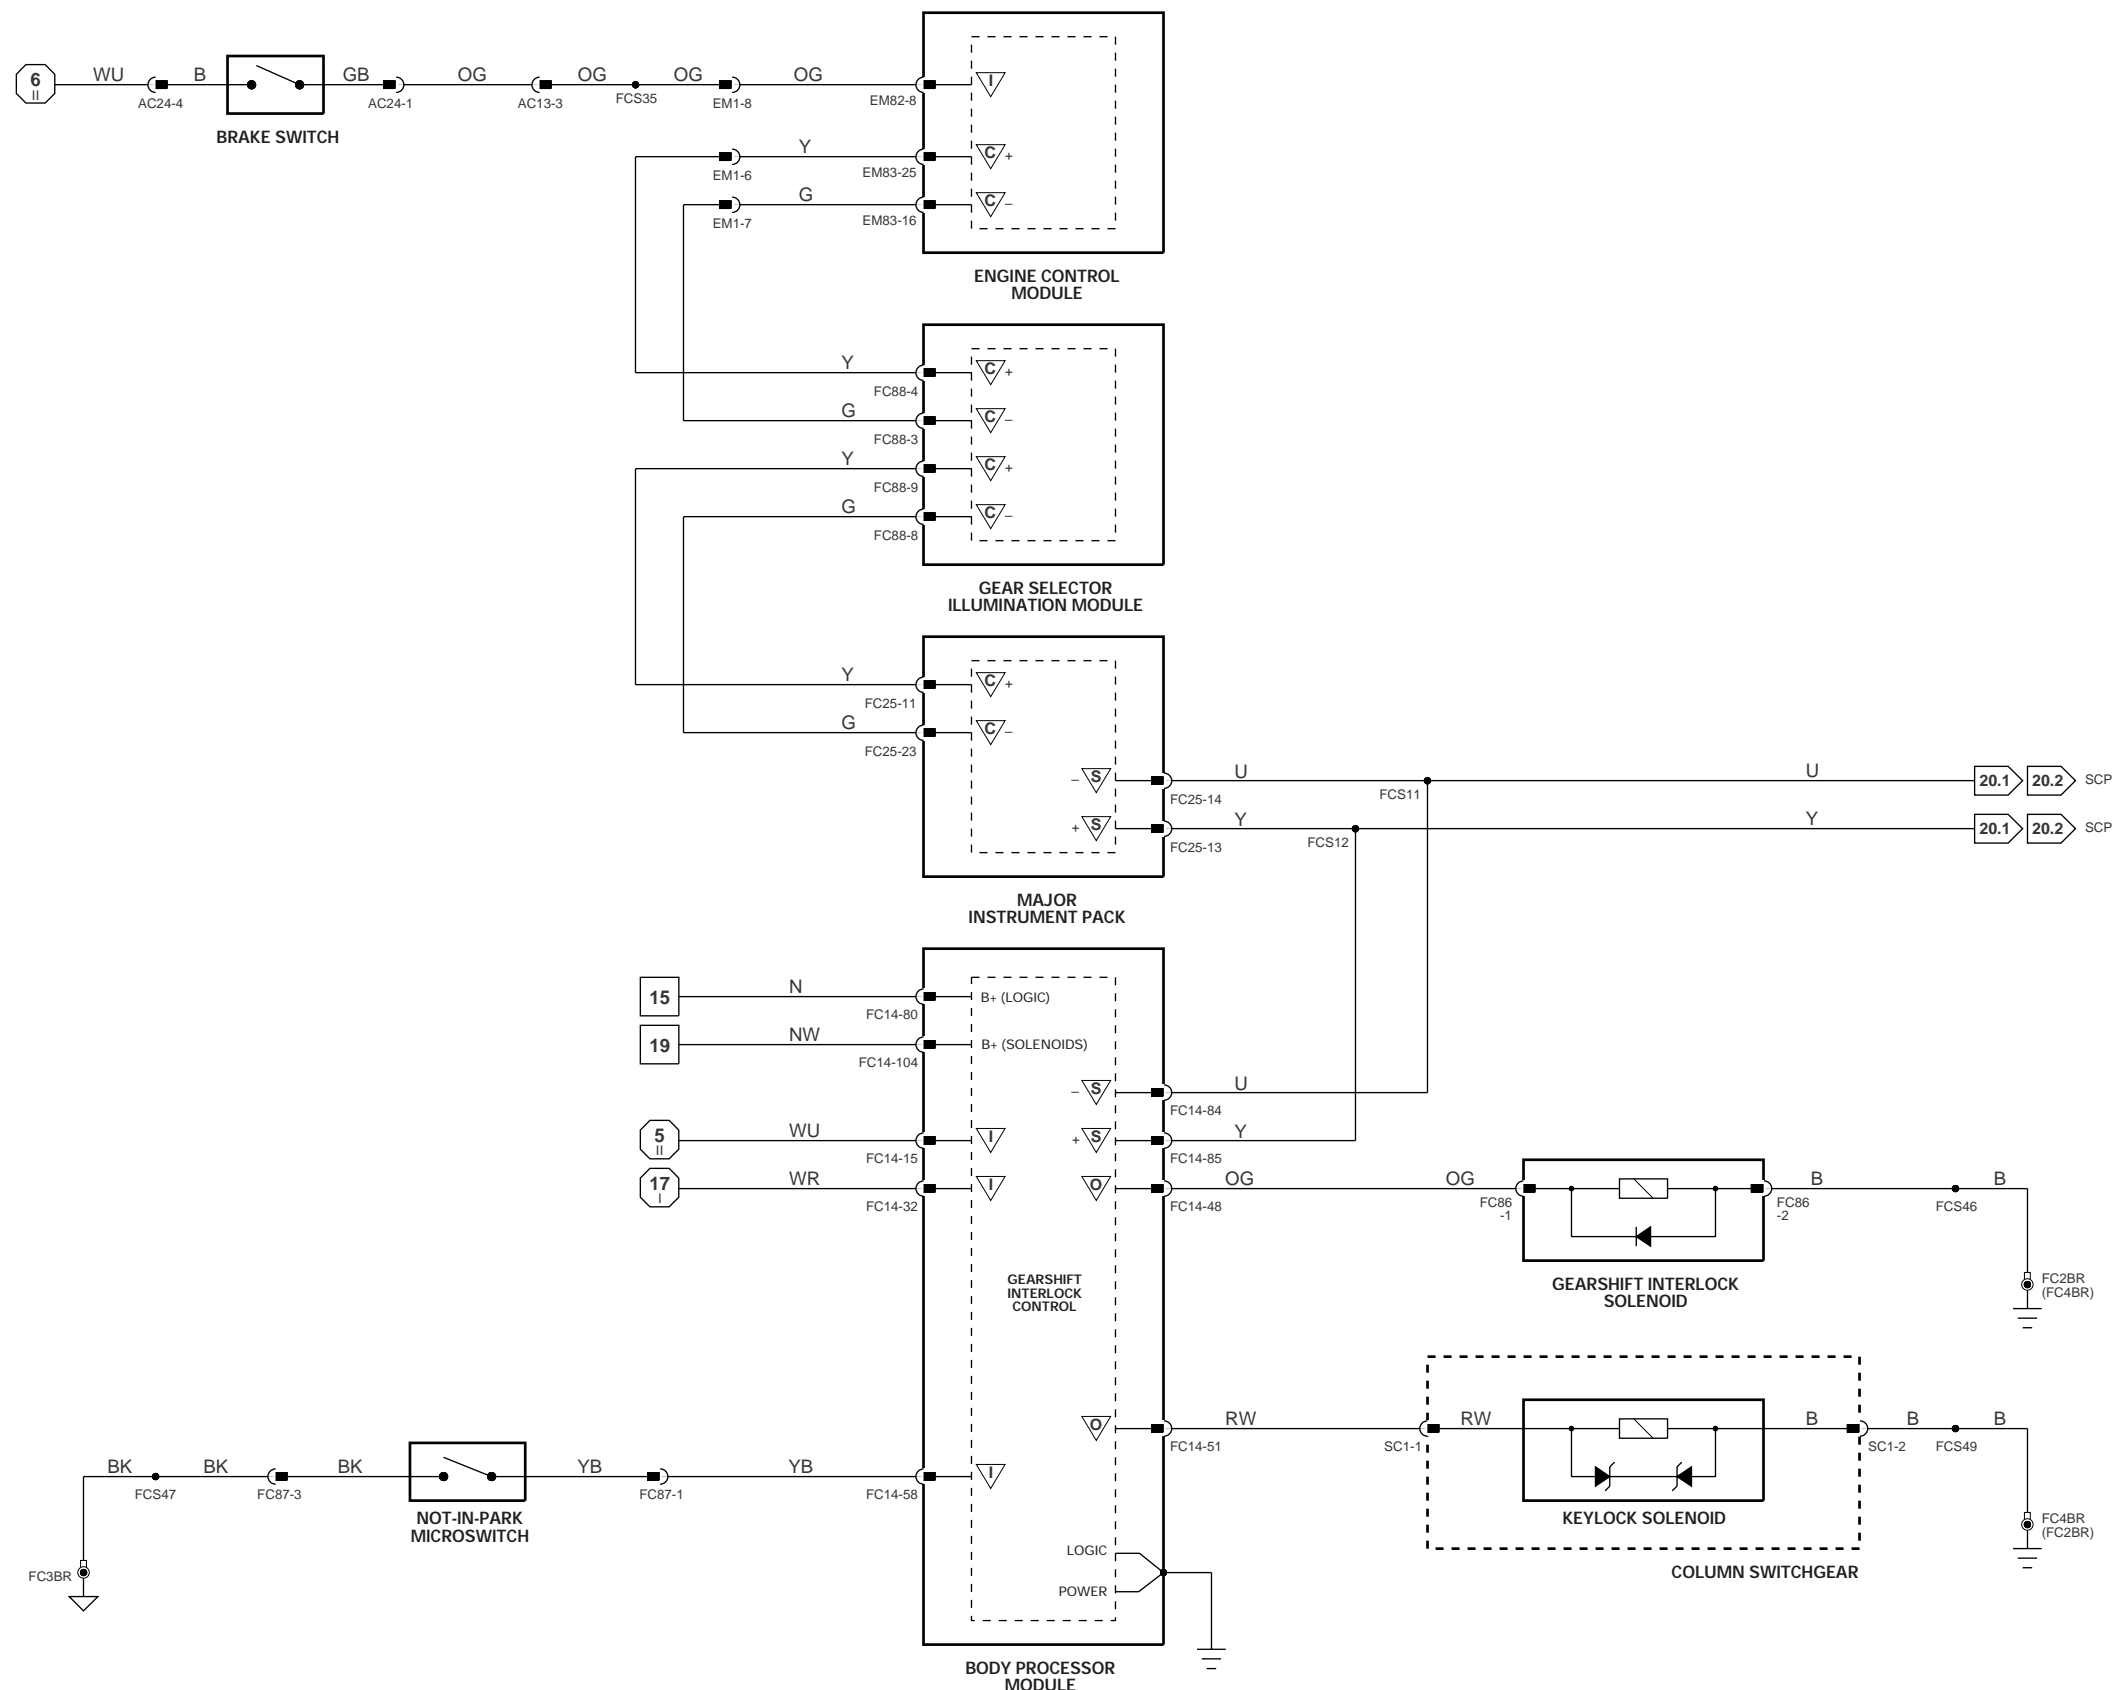 6
II
WU
B
GB
OG
OG
OG
OG
AC24-4
AC24-1
AC13-3
FCS35
EM1-8
EM82-8
I
BRAKE SWITCH
Y
EM1-6
EM83-25
C +
G
EM1-7
EM83-16
C –
ENGINE CONTROL
MODULE
Y
FC88-4
C +
G
FC88-3
C –
Y
FC88-9
C +
G
FC88-8
C –
GEAR SELECTOR
ILLUMINATION MODULE
Y
FC25-11
C +
G
FC25-23
C –
– S
U
FC25-14
FCS11
U
20.1 20.2 SCP
+ S
Y
FC25-13
FCS12
Y
20.1 20.2 SCP
MAJOR
INSTRUMENT PACK
15
N
FC14-80
B+ (LOGIC)
19
NW
FC14-104
B+ (SOLENOIDS)
– S
U
FC14-84
5
II
WU
FC14-15
I
+ S
Y
FC14-85
17
I
WR
FC14-32
I
O
OG
FC14-48
OG
FC86
-1
B
FC86
-2
FCS46
B
GEARSHIFT INTERLOCK
SOLENOID
FC2BR
(FC4BR)
GEARSHIFT
INTERLOCK
CONTROL
O
RW
FC14-51
SC1-1
RW
B
SC1-2
B
FCS49
B
KEYLOCK SOLENOID
FC4BR
(FC2BR)
COLUMN SWITCHGEAR
BK
FCS47
BK
FC87-3
BK
YB
FC87-1
YB
FC14-58
I
NOT-IN-PARK
MICROSWITCH
FC3BR
LOGIC
POWER
BODY PROCESSOR
MODULE